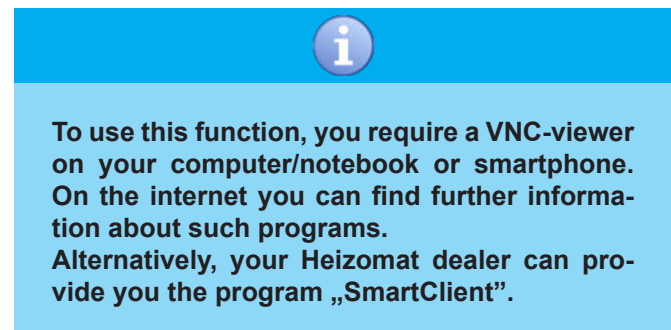 To use this function, you require a VNC-viewer
on your computer/notebook or smartphone.
On the internet you can find further informa-
tion about such programs.
Alternatively, your Heizomat dealer can pro-
vide you the program „SmartClient”.